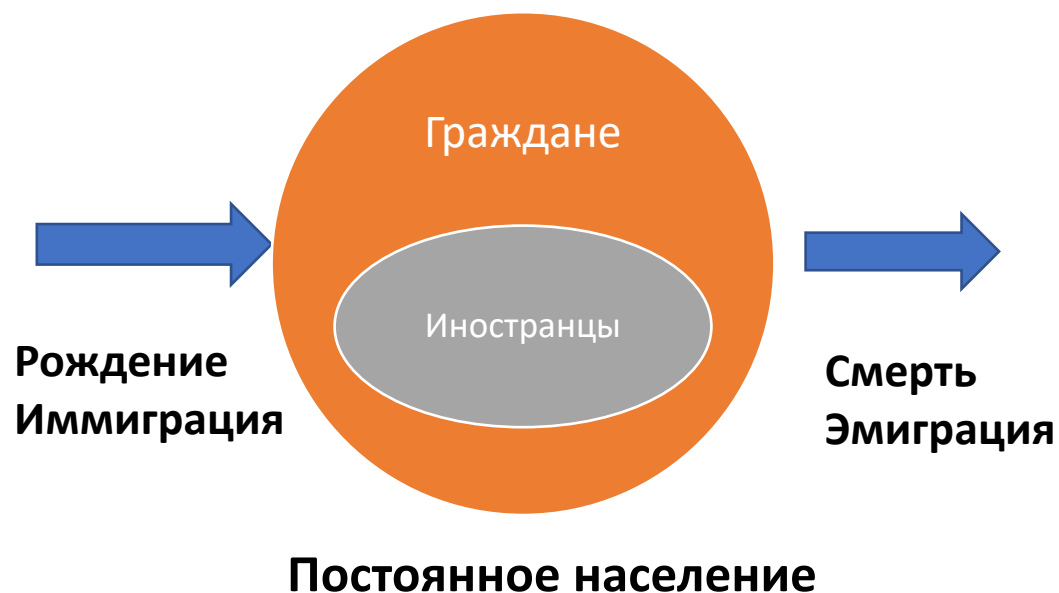 Граждане
Иностранцы
Рождение
Иммиграция
Смерть
Эмиграция
Постоянное население